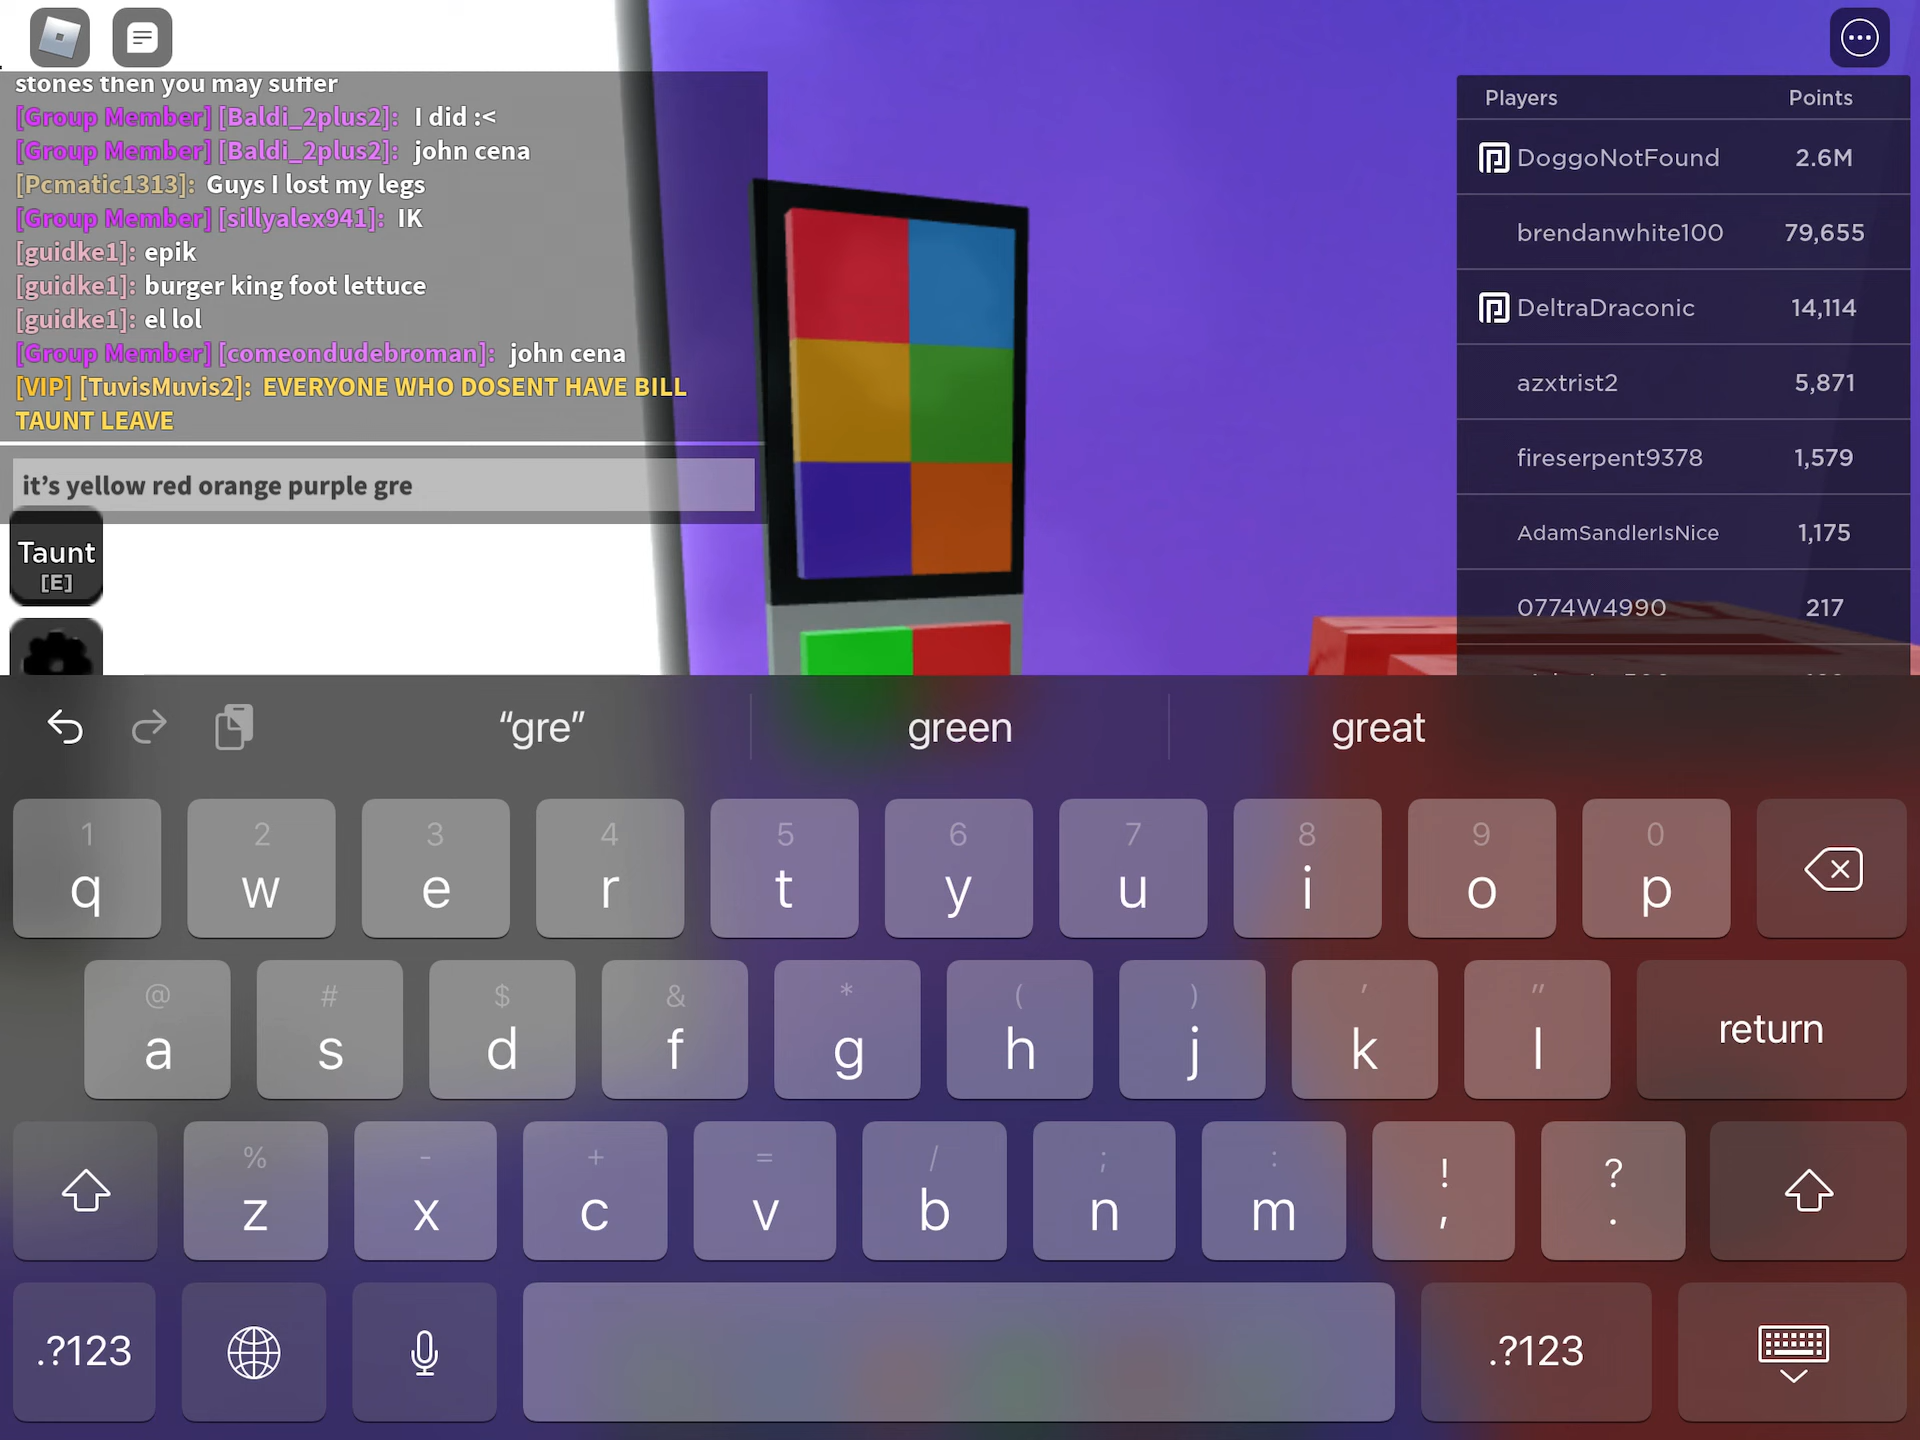 stones then you may suffer
[Group Member] [Baldi_2plus2]: I did :<
[Group Member] [Baldi_2plus2]: john cena
[Pcmatic1313]: Guys I lost my legs
[Group Member] [sillyalex941]: IK
[guidke1]: epik
[guidke1]: burger king foot lettuce
[guidke1]: el lol
[Group Member] [comeondudebroman]: john cena
[VIP] [TuvisMuvis2]: EVERYONE WHO DOSENT HAVE BILL
TAUNT LEAVE
it’s yellow red orange purple gre
Taunt
[E]
Players Points
DoggoNotFound 2.6M
brendanwhite100 79,655
DeltraDraconic 14,114
azxtrist2 5,871
fireserpent9378 1,579
AdamSandlerIsNice 1,175
0774W4990 217
“gre” green great
1 2 3 4 5 6 7 8 9 0
q w e r t y u i o p
@ # $ & * ( ) ' "
a s d f g h j k l return
% - + = / ; : ! ?
z x c v b n m , .
.?123 .?123